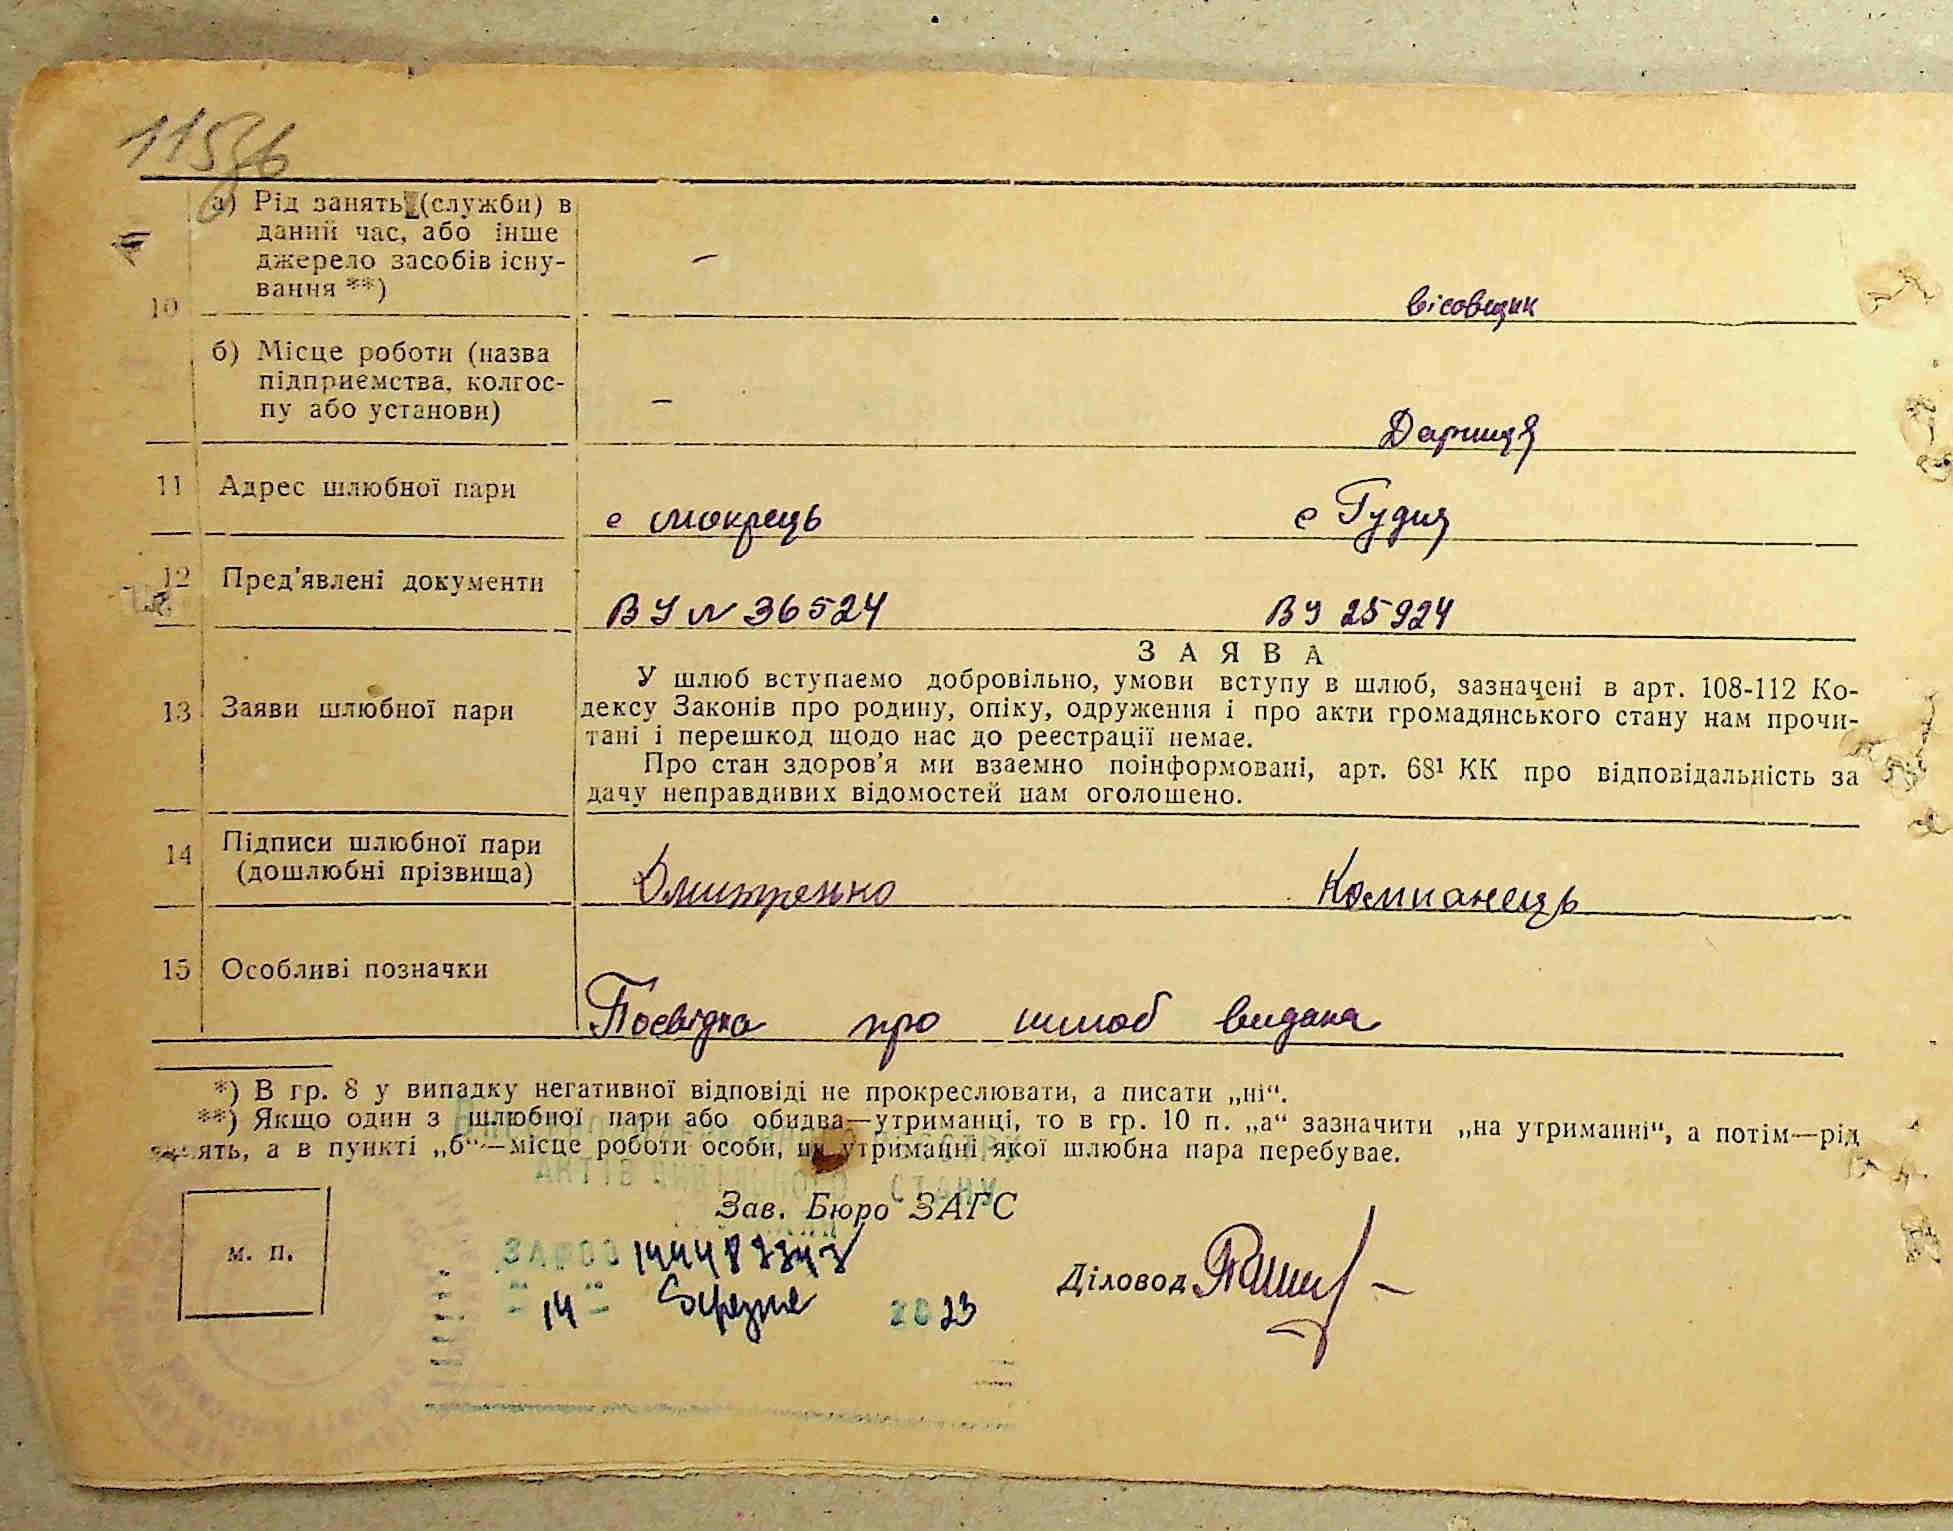 115
10 а) Рід занять (служби) в
даний час, або інше
джерело засобів існу-
вання **)
—
вісовщик
б) Місце роботи (назва
підприємства, колгос-
пу або установи)
—
Дарниця
11 Адрес шлюбної пари
с Мокрець
с Гудия
12 Пред'явлені документи
ВУ N 36524
ВУ 25924
ЗАЯВА
13 Заяви шлюбної пари
У шлюб вступаємо добровільно, умови вступу в шлюб, зазначені в арт. 108-112 Ко-
дексу Законів про родину, опіку, одруження і про акти громадянського стану нам прочи-
тані і перешкод щодо нас до реєстрації немає.
Про стан здоров'я ми взаємно поінформовані, арт. 68¹ КК про відповідальність за
дачу неправдивих відомостей нам оголошено.
14 Підписи шлюбної пари
(дошлюбні прізвища)
Дмитренко
Компанець
15 Особливі позначки
Посвідка про шлюб видана
*) В гр. 8 у випадку негативної відповіді не прокреслювати, а писати „ні“.
**) Якщо один з шлюбної пари або обидва—утриманці, то в гр. 10 п. „а“ зазначити „на утриманні“, а потім—рід
занять, а в пункті „б“—місце роботи особи, на утриманні якої шлюбна пара перебуває.
Зав. Бюро ЗАГС
м. п.
14 березня 2023
Діловод